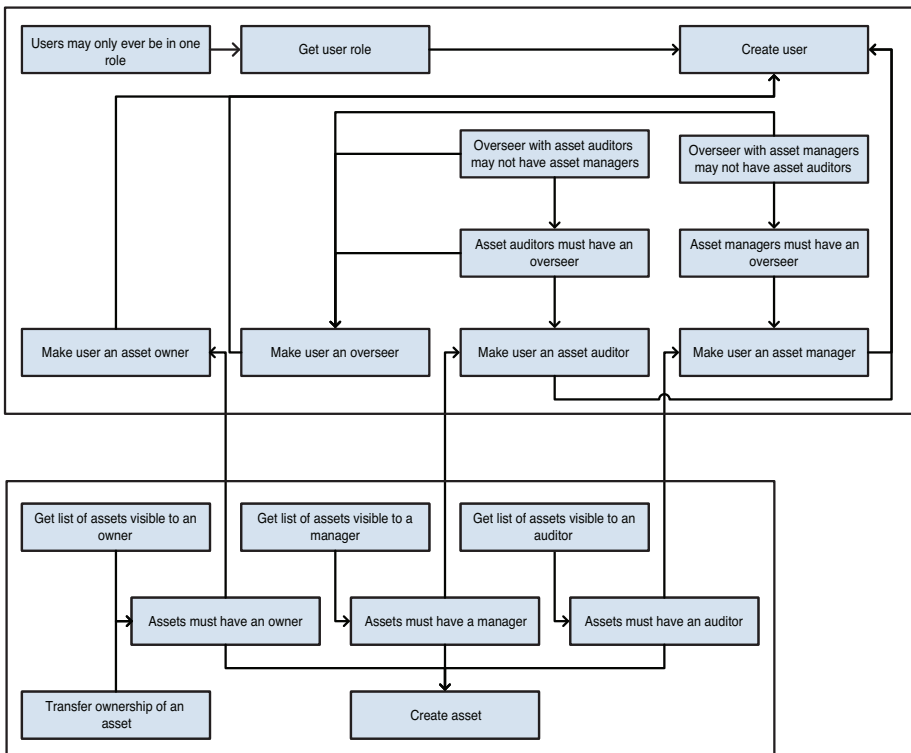 Users may only ever be in one
role
Get user role
Create user
Overseer with asset auditors
may not have asset managers
Overseer with asset managers
may not have asset auditors
Asset auditors must have an
overseer
Asset managers must have an
overseer
Make user an asset owner
Make user an overseer
Make user an asset auditor
Make user an asset manager
Get list of assets visible to an
owner
Get list of assets visible to a
manager
Get list of assets visible to an
auditor
Assets must have an owner
Assets must have a manager
Assets must have an auditor
Transfer ownership of an
asset
Create asset